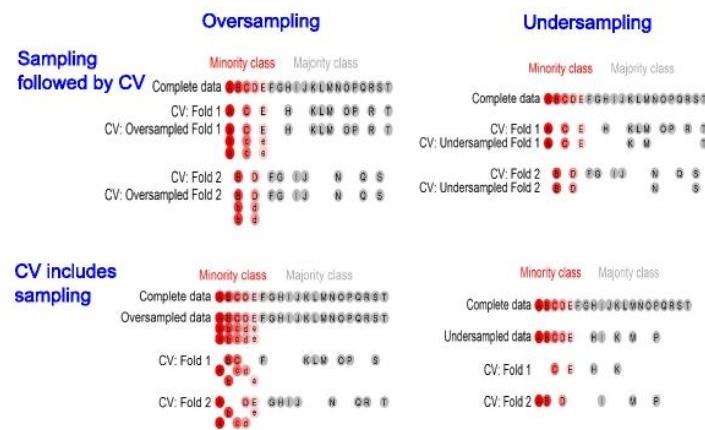 Oversampling
Undersampling
Sampling followed by CV
Minority class Majority class
Complete data A B C D E F G H I J K L M N O P Q R S T
CV: Fold 1 A C E H K L M O P R T
CV: Oversampled Fold 1 A C E H K L M O P R T
a c e
a c e
CV: Fold 2 B D F G I J N Q S
CV: Oversampled Fold 2 B D F G I J N Q S
b d
b d
Minority class Majority class
Complete data A B C D E F G H I J K L M N O P Q R S T
CV: Fold 1 A C E H K L M O P R T
CV: Undersampled Fold 1 A C E K M T
CV: Fold 2 B D F G I J N Q S
CV: Undersampled Fold 2 B D N S
CV includes sampling
Minority class Majority class
Complete data A B C D E F G H I J K L M N O P Q R S T
Oversampled data A B C D E F G H I J K L M N O P Q R S T
CV: Fold 1 B C F K L M O P S
a c d
b e
CV: Fold 2 A D E G H I J N Q R T
Minority class Majority class
Complete data A B C D E F G H I J K L M N O P Q R S T
Undersampled data A B C D E H I K M P
CV: Fold 1 C E H K
CV: Fold 2 A B D I M P